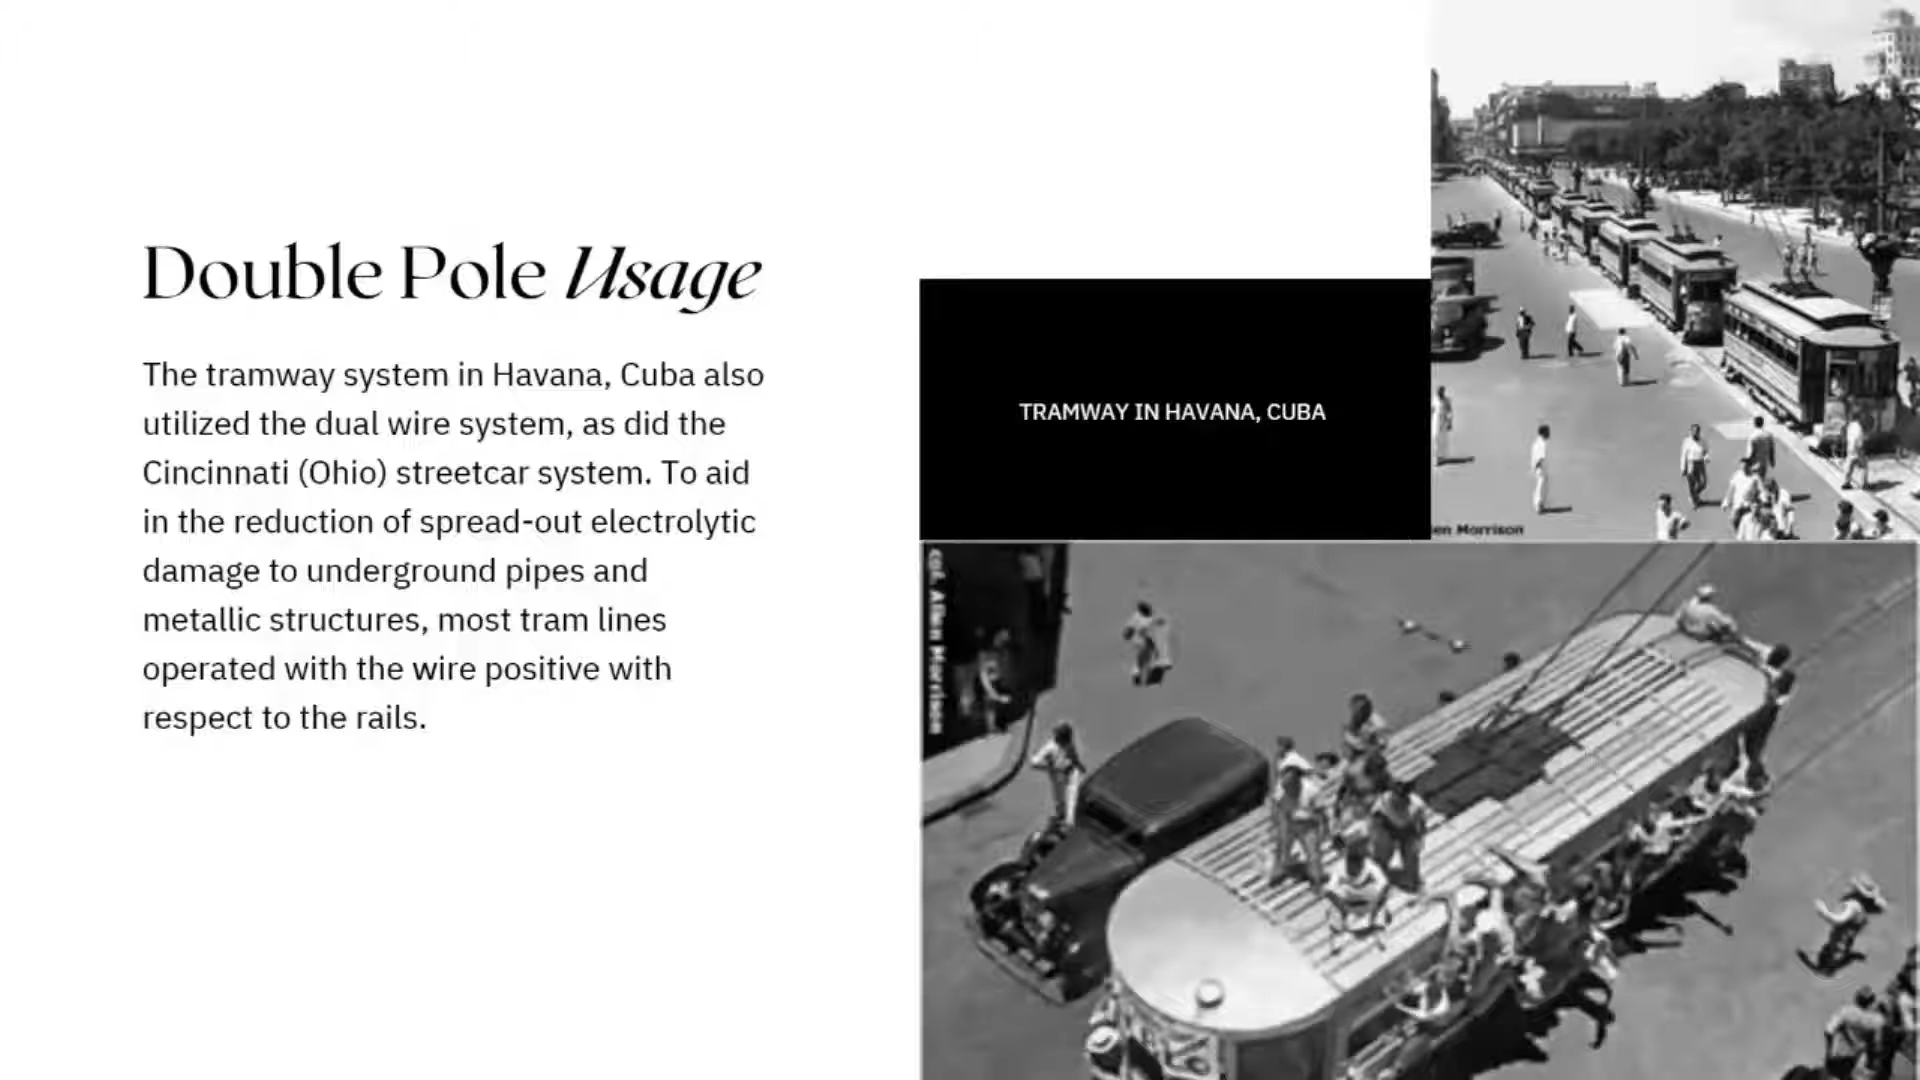 Double Pole Usage
The tramway system in Havana, Cuba also
utilized the dual wire system, as did the
Cincinnati (Ohio) streetcar system. To aid
in the reduction of spread-out electrolytic
damage to underground pipes and
metallic structures, most tram lines
operated with the wire positive with
respect to the rails.
TRAMWAY IN HAVANA, CUBA
en Morrison
col. Allen Morrison